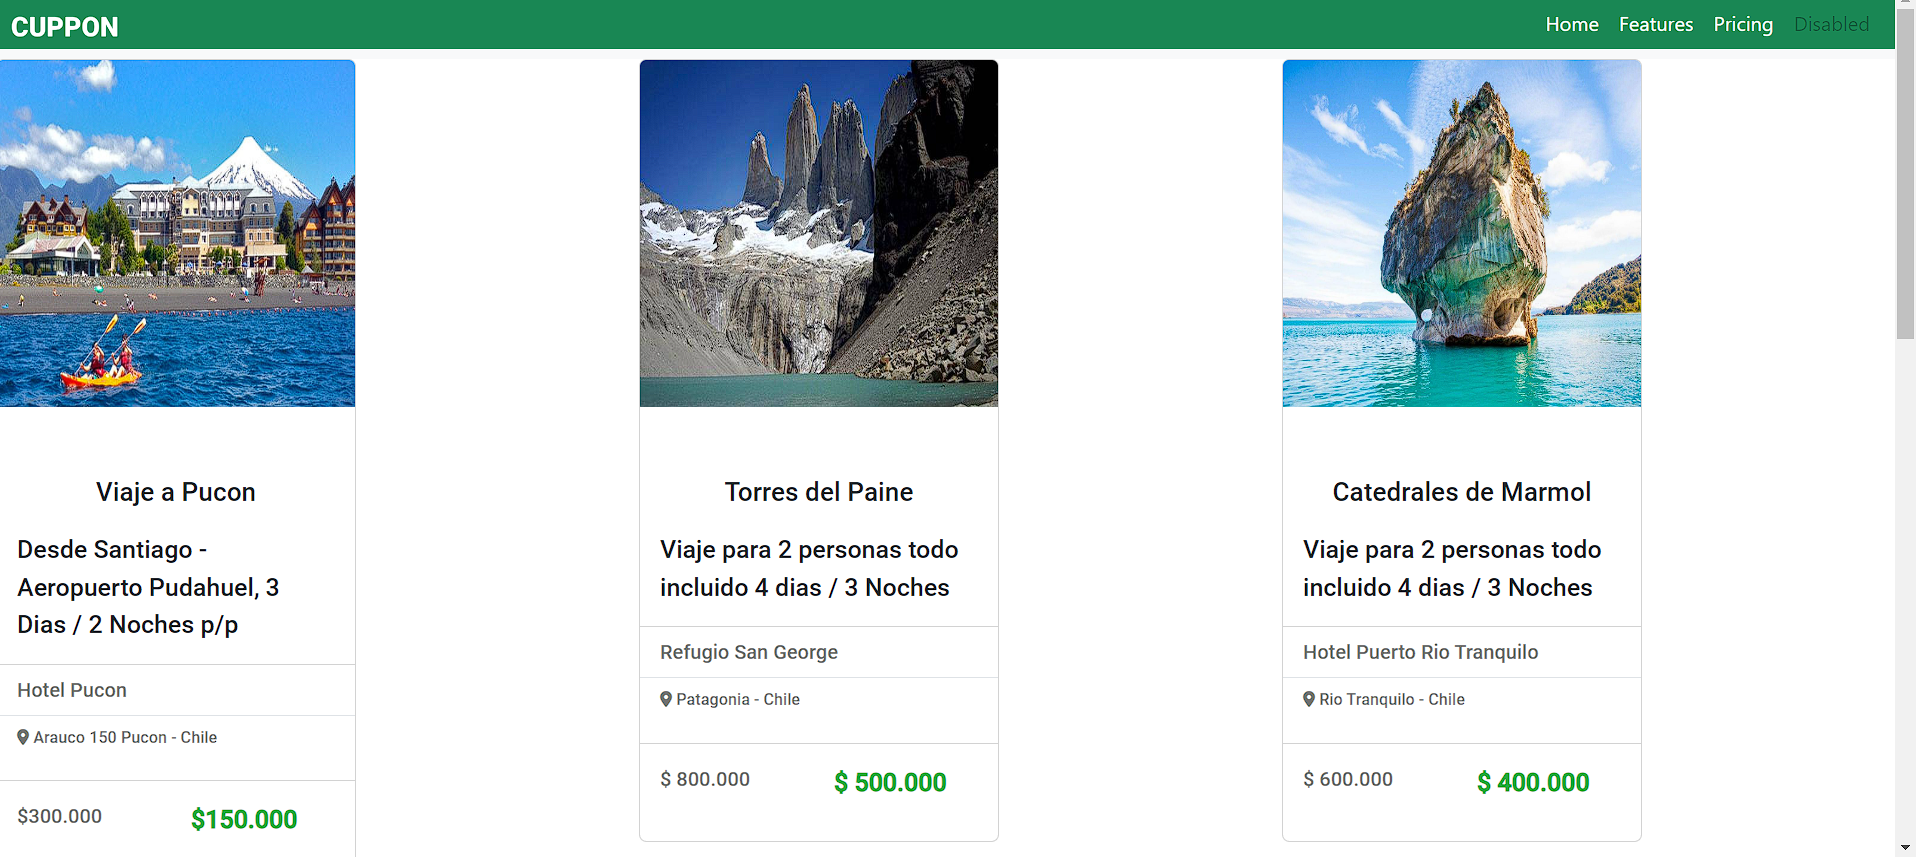 CUPPON
Home Features Pricing Disabled
Viaje a Pucon
Desde Santiago -
Aeropuerto Pudahuel, 3
Dias / 2 Noches p/p
Hotel Pucon
Arauco 150 Pucon - Chile
$300.000 $150.000
Torres del Paine
Viaje para 2 personas todo
incluido 4 dias / 3 Noches
Refugio San George
Patagonia - Chile
$ 800.000 $ 500.000
Catedrales de Marmol
Viaje para 2 personas todo
incluido 4 dias / 3 Noches
Hotel Puerto Rio Tranquilo
Rio Tranquilo - Chile
$ 600.000 $ 400.000